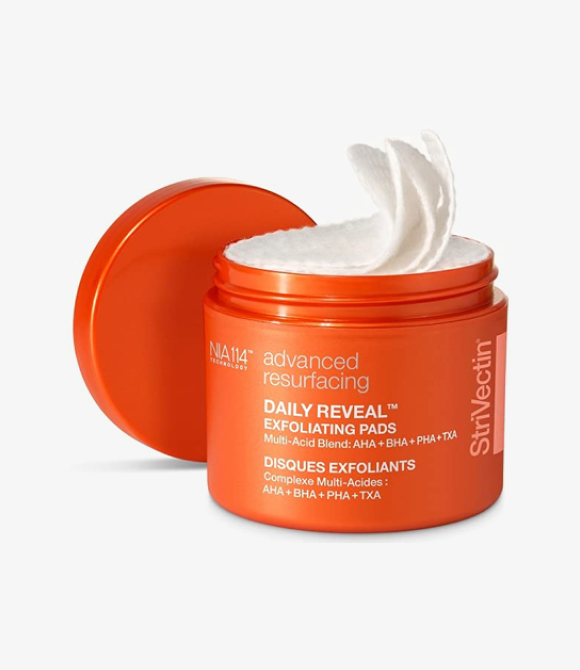 NIA114™
TECHNOLOGY
advanced
resurfacing
DAILY REVEAL™
EXFOLIATING PADS
Multi-Acid Blend: AHA + BHA + PHA + TXA
DISQUES EXFOLIANTS
Complexe Multi-Acides :
AHA + BHA + PHA + TXA
StriVectin